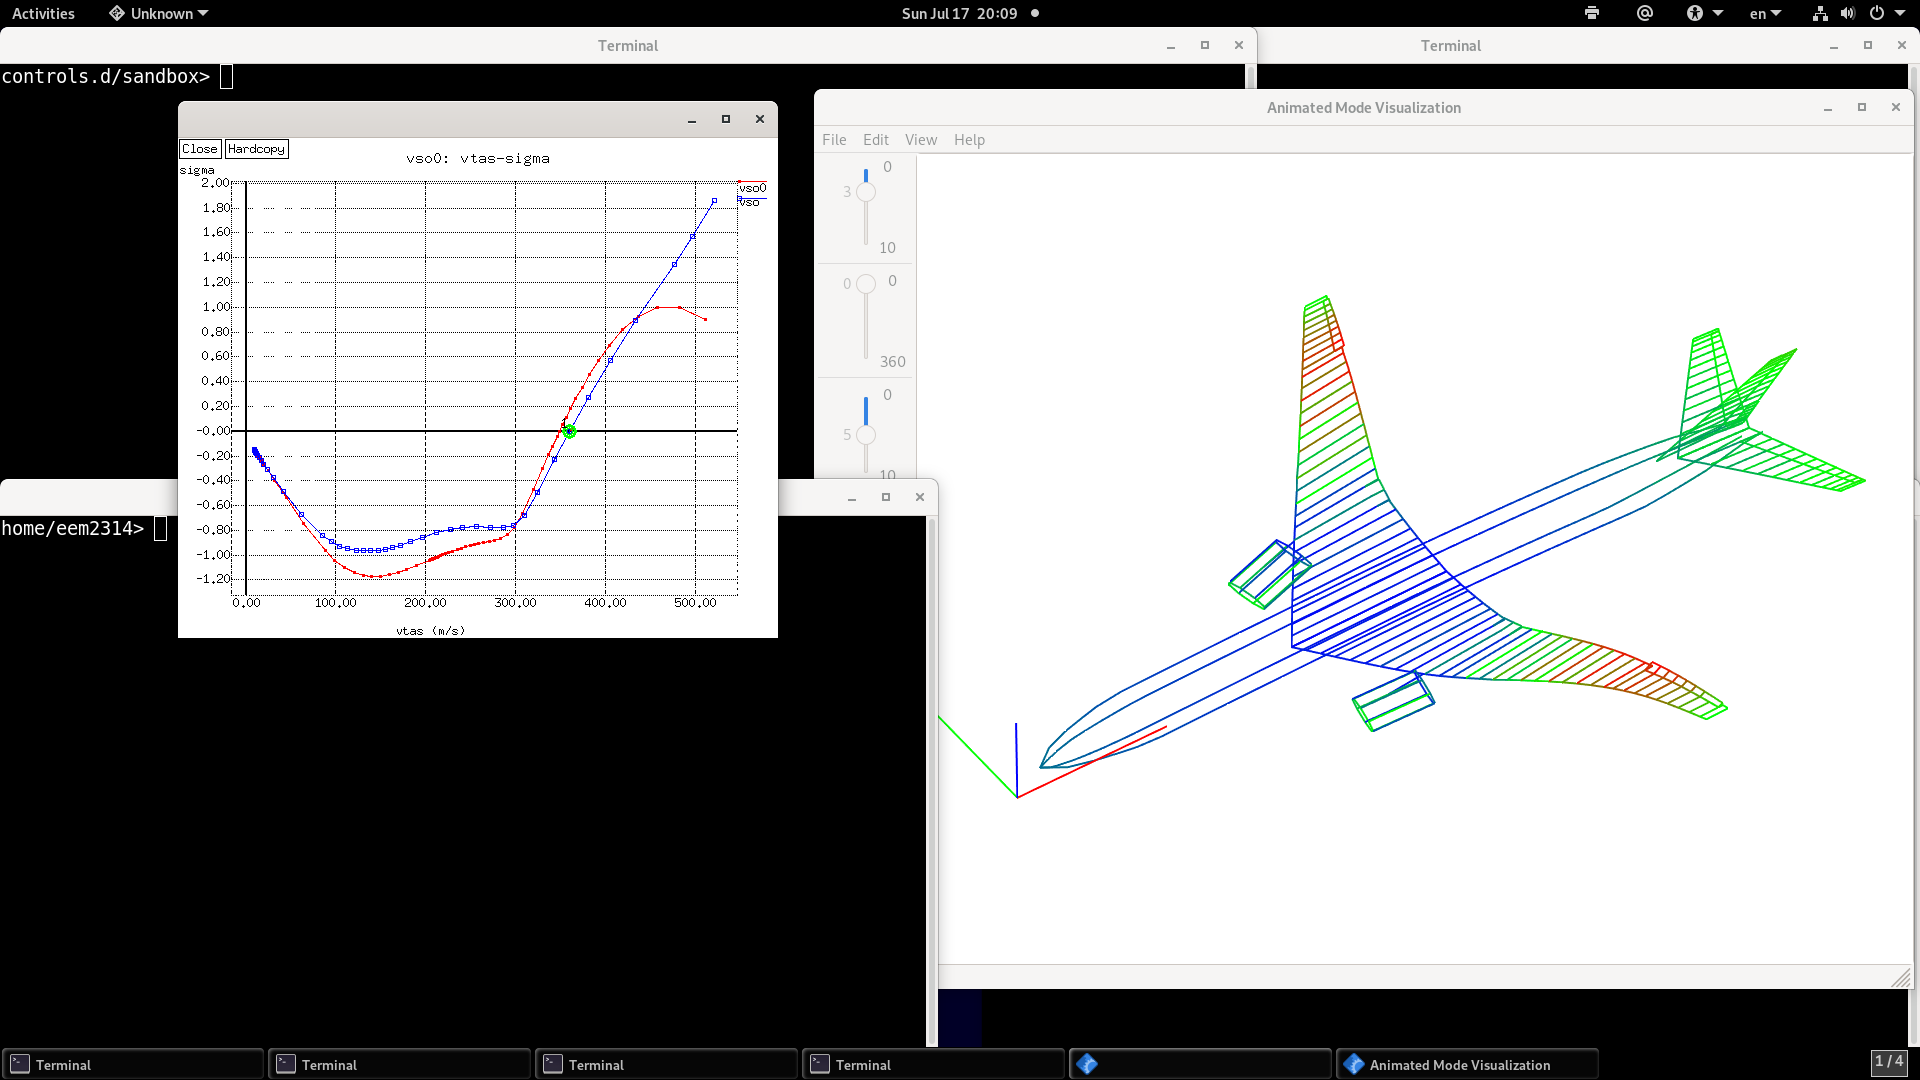 Activities Unknown Sun Jul 17 20:09 en
Terminal
Terminal
controls.d/sandbox>
Animated Mode Visualization
File Edit View Help
0
3
10
0
0
360
0
5
10
Close Hardcopy
vso0: vtas-sigma
sigma
vso0
vso
2.00
1.80
1.60
1.40
1.20
1.00
0.80
0.60
0.40
0.20
-0.00
-0.20
-0.40
-0.60
-0.80
-1.00
-1.20
0.00 100.00 200.00 300.00 400.00 500.00
vtas (m/s)
home/eem2314>
Terminal Terminal Terminal Terminal Animated Mode Visualization 1 / 4